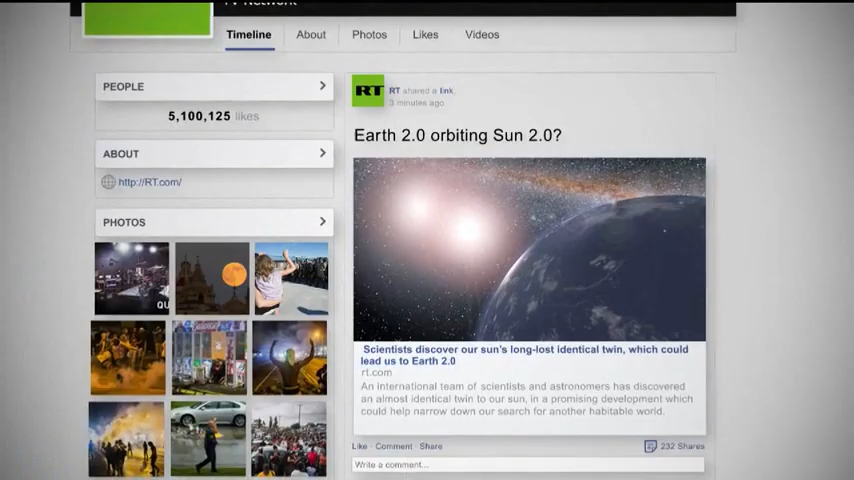 TV Network
Timeline About Photos Likes Videos
PEOPLE
5,100,125 likes
ABOUT
http://RT.com/
PHOTOS
QU
RT
RT shared a link.
3 minutes ago
Earth 2.0 orbiting Sun 2.0?
Scientists discover our sun's long-lost identical twin, which could
lead us to Earth 2.0
rt.com
An international team of scientists and astronomers has discovered
an almost identical twin to our sun, in a promising development which
could help narrow down our search for another habitable world.
Like · Comment · Share
232 Shares
Write a comment...